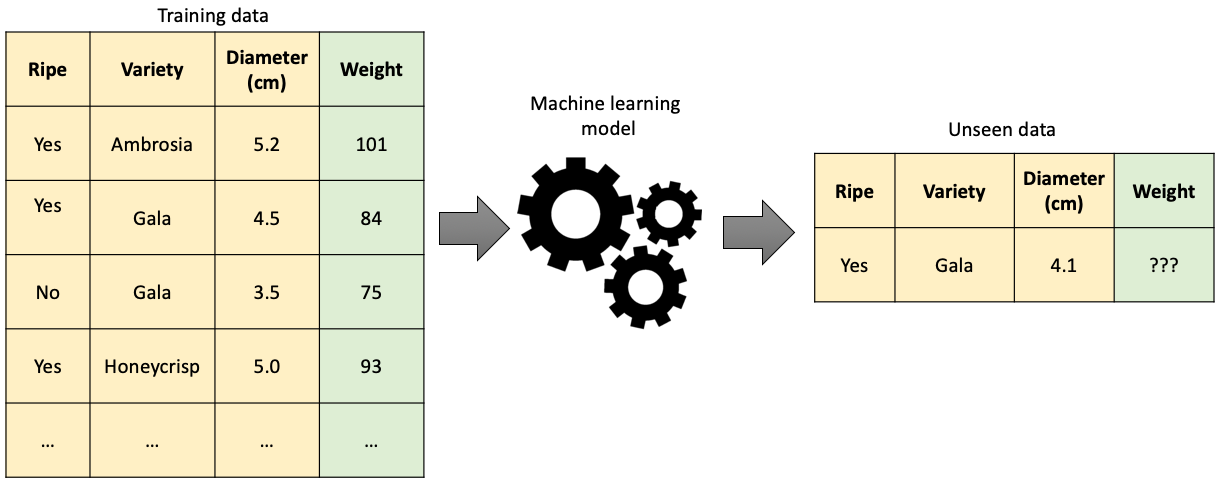 Training data
Ripe Variety Diameter (cm) Weight
Yes Ambrosia 5.2 101
Yes Gala 4.5 84
No Gala 3.5 75
Yes Honeycrisp 5.0 93
... ... ... ...
Machine learning
model
Unseen data
Ripe Variety Diameter (cm) Weight
Yes Gala 4.1 ???